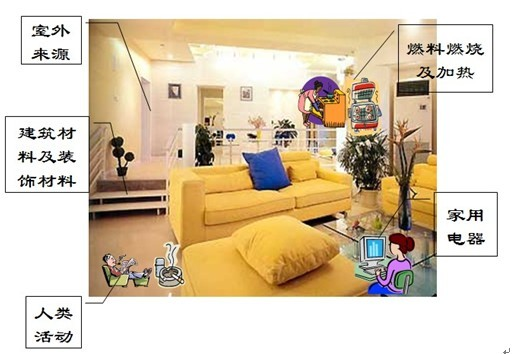 室外
来源
燃料燃烧
及加热
建筑材
料及装
饰材料
家用
电器
人类
活动